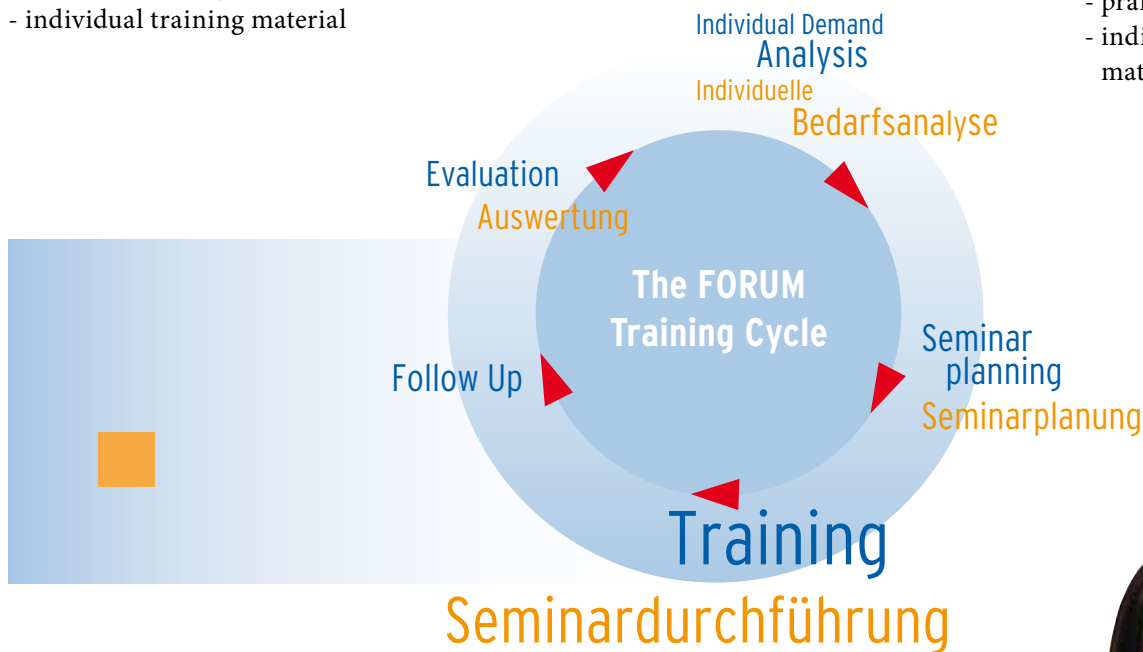 - individual training material
Individual Demand
Analysis
Individuelle
Bedarfsanalyse
Evaluation
Auswertung
The FORUM
Training Cycle
Seminar
planning
Seminarplanung
Follow Up
Training
Seminardurchführung